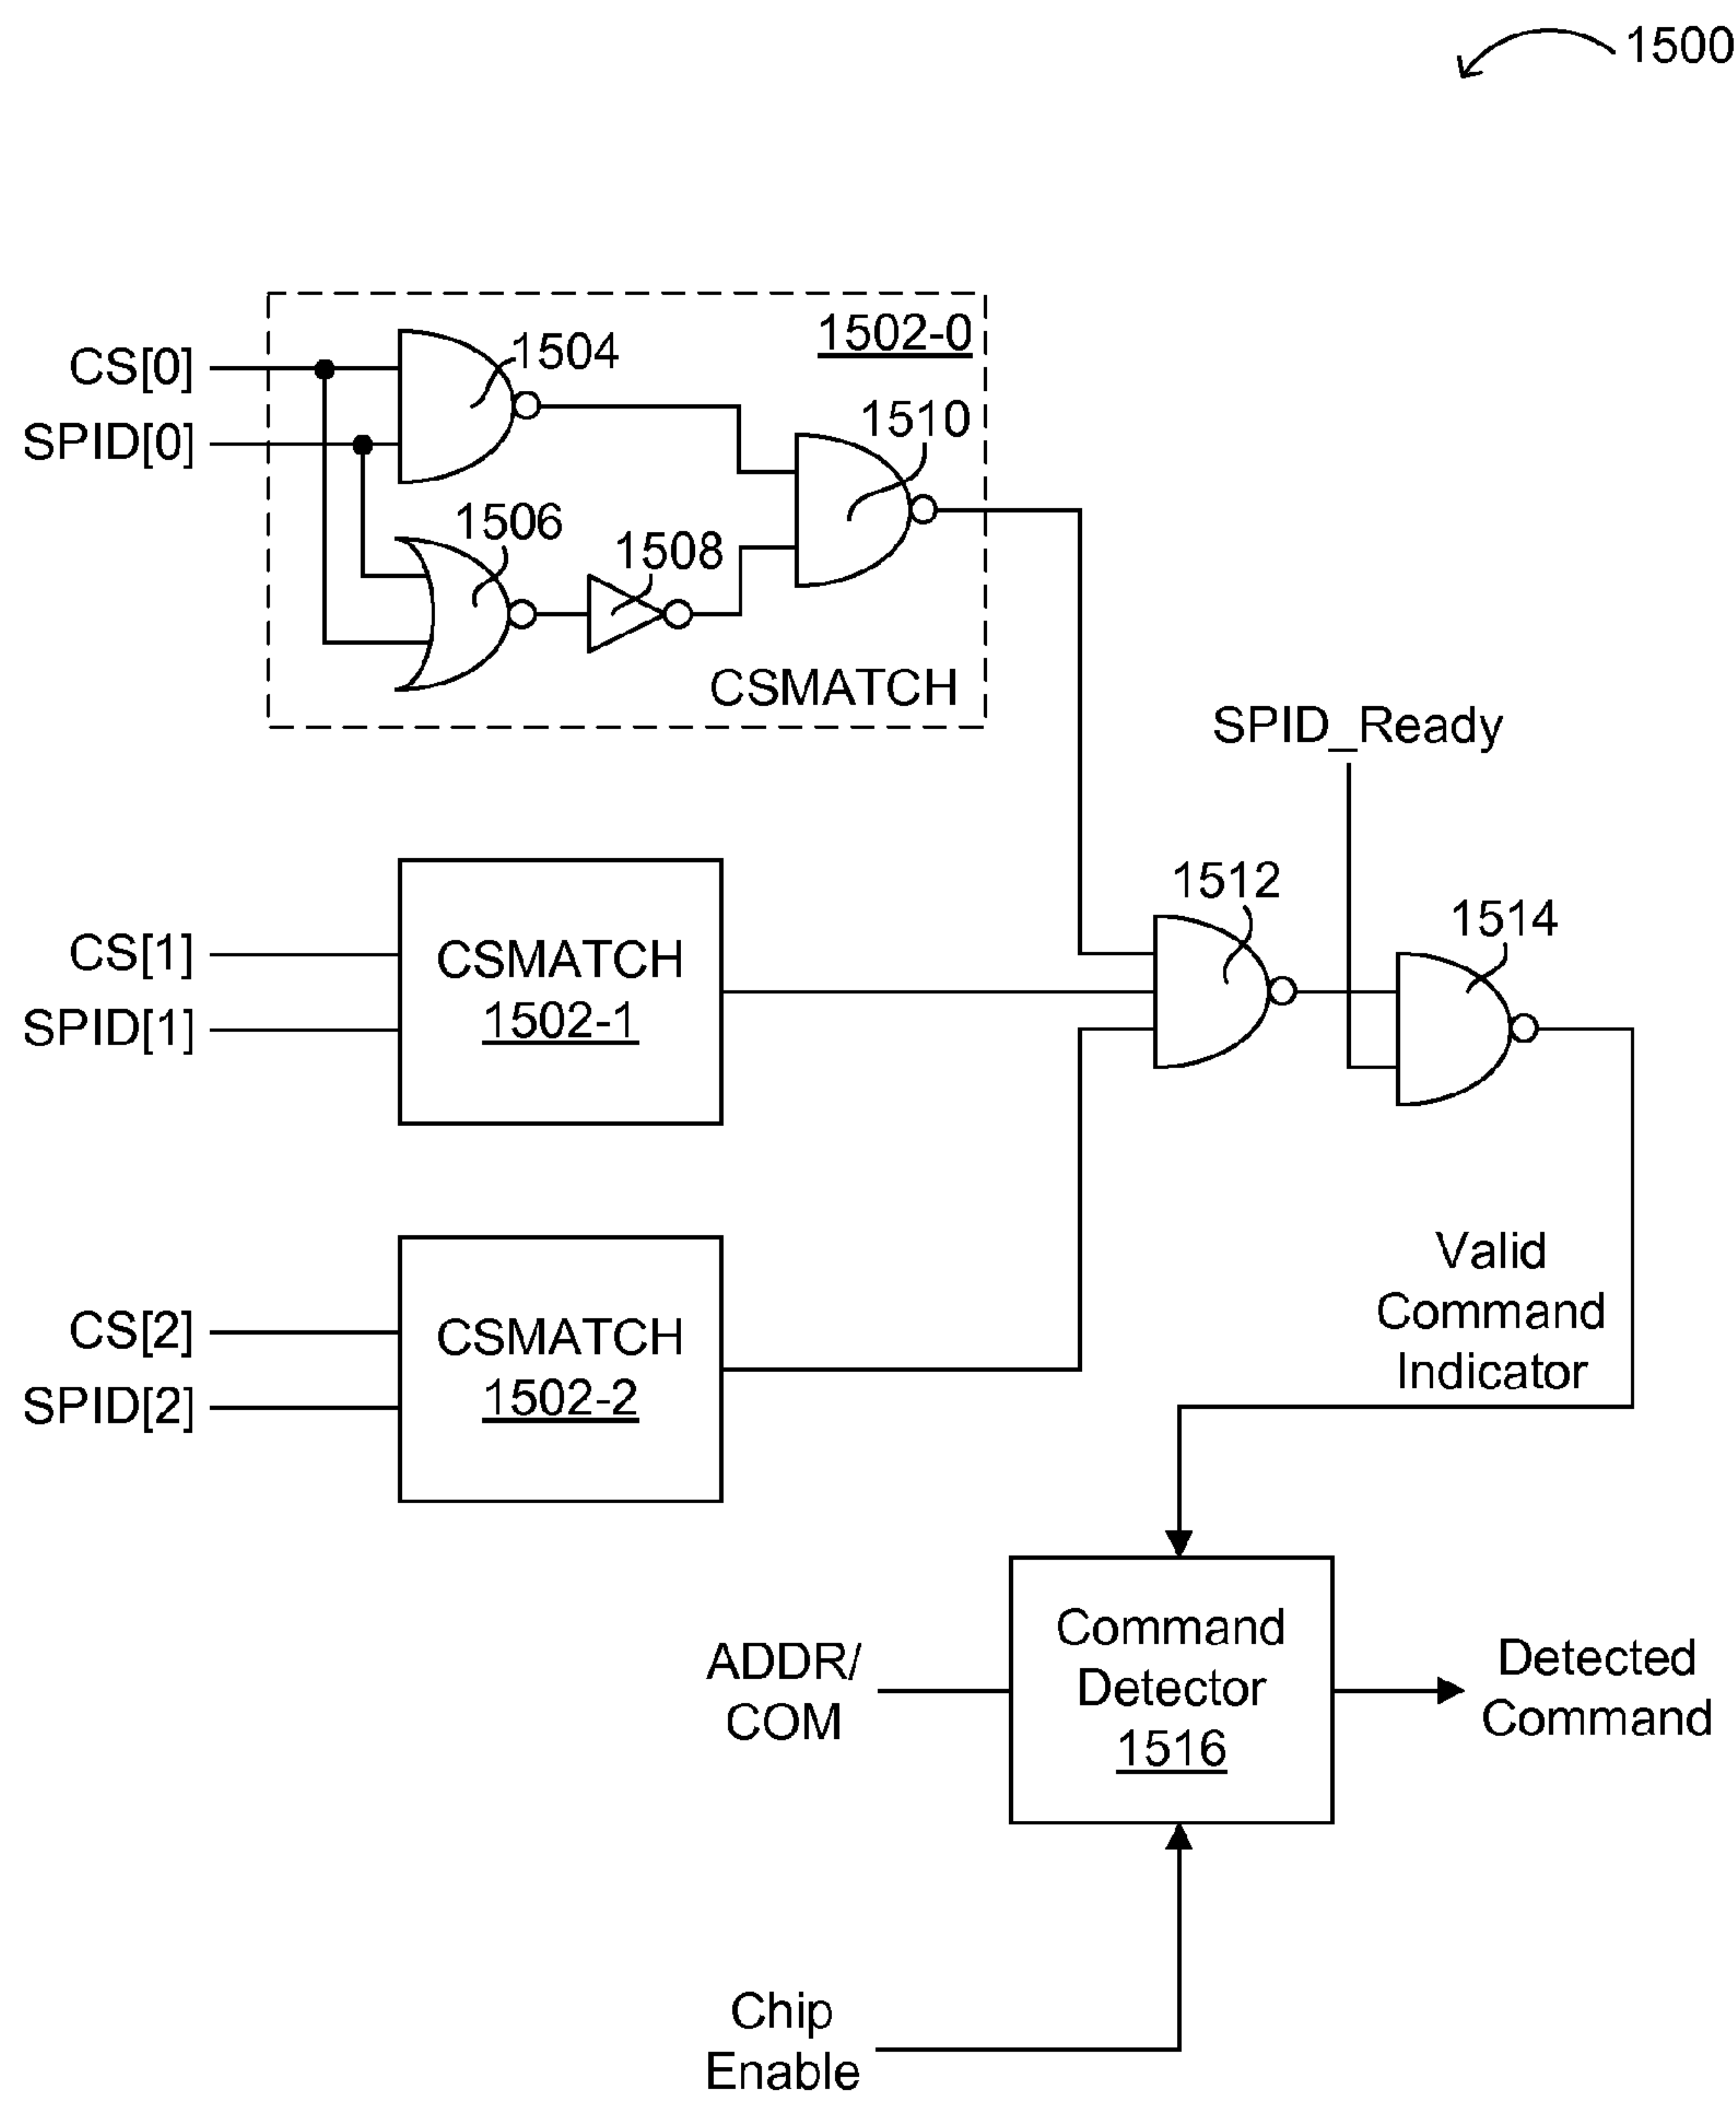 1500
1502-0
CS[0]
1504
SPID[0]
1510
1506
1508
CSMATCH
SPID_Ready
1512
1514
CS[1]
CSMATCH
SPID[1]
1502-1
Valid
Command
Indicator
CS[2]
CSMATCH
SPID[2]
1502-2
ADDR/
COM
Command
Detector
1516
Detected
Command
Chip
Enable